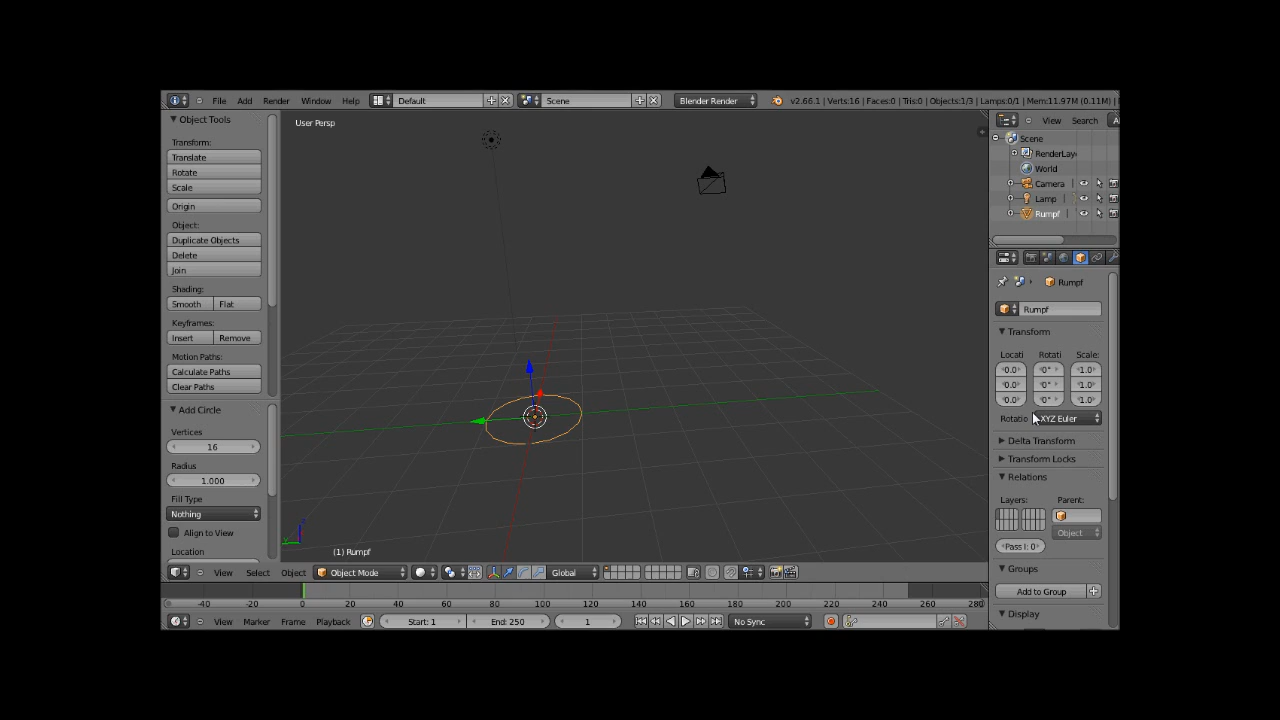 File Add Render Window Help Default Scene Blender Render v2.66.1 | Verts:16 | Faces:0 | Tris:0 | Objects:1/3 | Lamps:0/1 | Mem:11.97M (0.11M) |
Object Tools
Transform:
Translate
Rotate
Scale
Origin
Object:
Duplicate Objects
Delete
Join
Shading:
Smooth Flat
Keyframes:
Insert Remove
Motion Paths:
Calculate Paths
Clear Paths
Add Circle
Vertices
16
Radius
1.000
Fill Type
Nothing
Align to View
Location
User Persp
(1) Rumpf
View Select Object Object Mode Global
-40 -20 0 20 40 60 80 100 120 140 160 180 200 220 240 260 280
View Marker Frame Playback Start: 1 End: 250 1 No Sync
View Search A
Scene
RenderLay
World
Camera
Lamp
Rumpf
Rumpf
Rumpf
Transform
Locati Rotati Scale:
0.0 0° 1.0
0.0 0° 1.0
0.0 0° 1.0
Rotatio XYZ Euler
Delta Transform
Transform Locks
Relations
Layers: Parent:
Object
Pass I: 0
Groups
Add to Group
Display